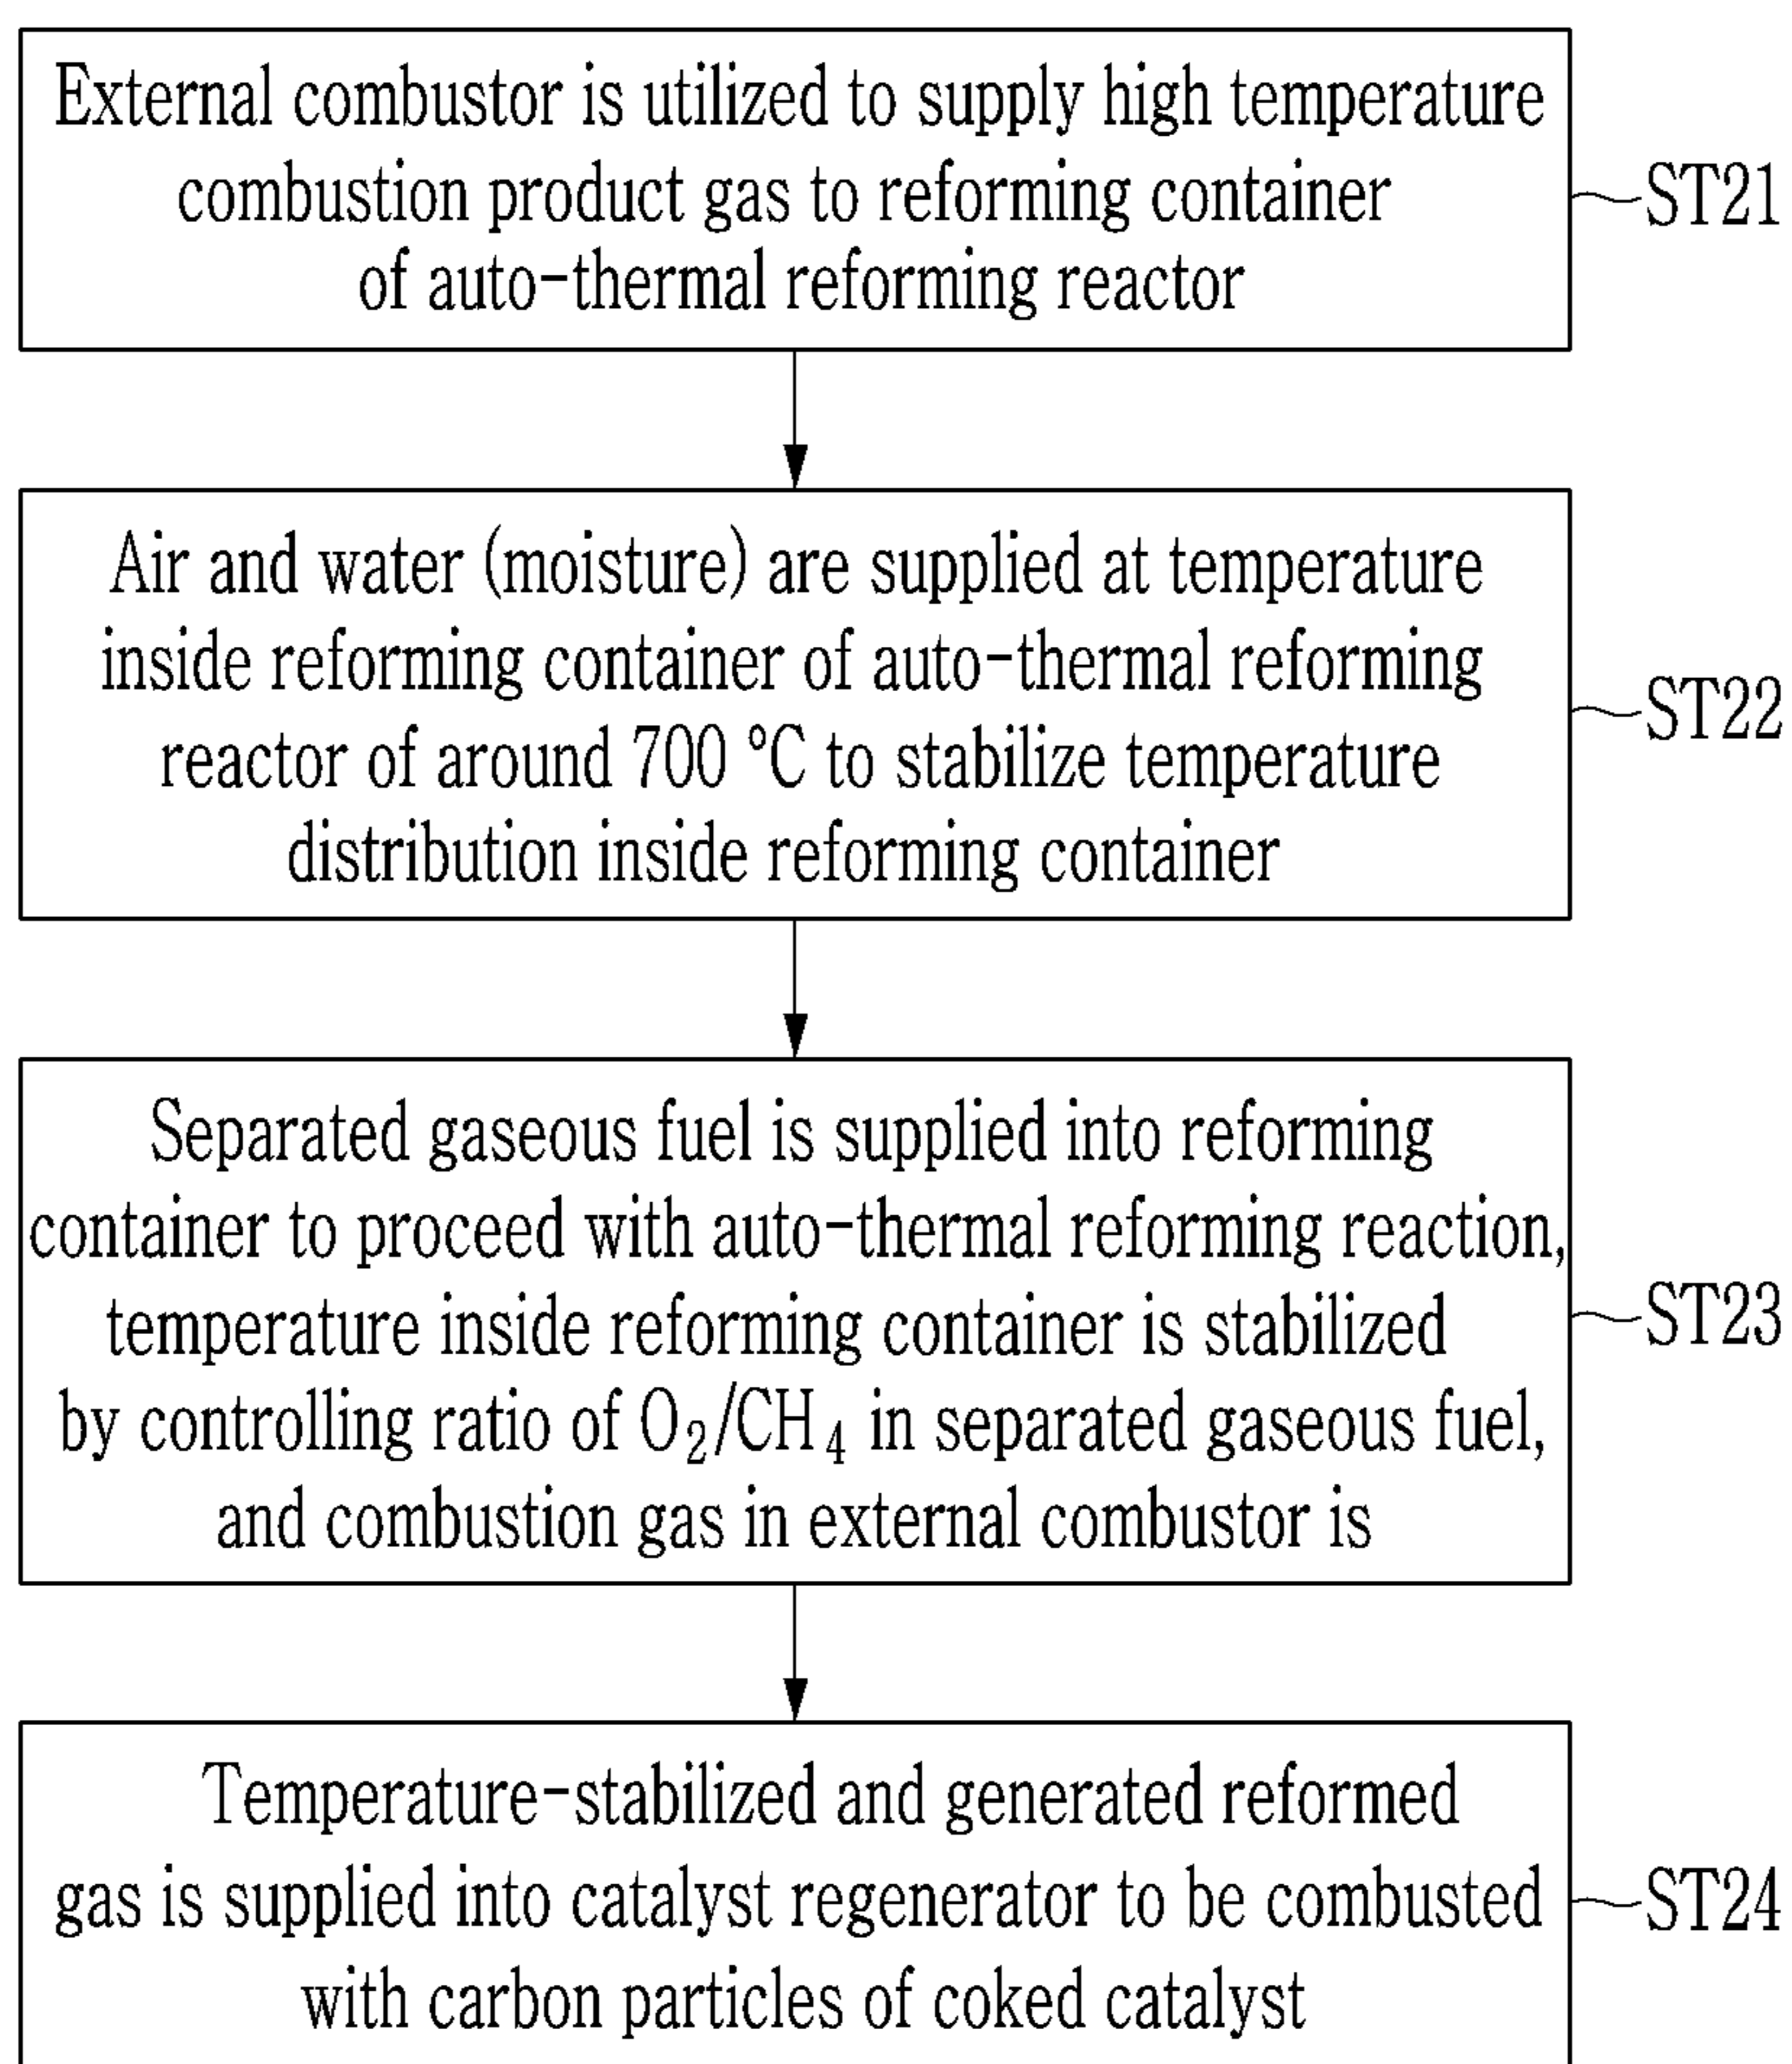 External combustor is utilized to supply high temperature
combustion product gas to reforming container
of auto-thermal reforming reactor
ST21
Air and water (moisture) are supplied at temperature
inside reforming container of auto-thermal reforming
reactor of around 700 ℃ to stabilize temperature
distribution inside reforming container
ST22
Separated gaseous fuel is supplied into reforming
container to proceed with auto-thermal reforming reaction,
temperature inside reforming container is stabilized
by controlling ratio of O₂/CH₄ in separated gaseous fuel,
and combustion gas in external combustor is
ST23
Temperature-stabilized and generated reformed
gas is supplied into catalyst regenerator to be combusted
with carbon particles of coked catalyst
ST24